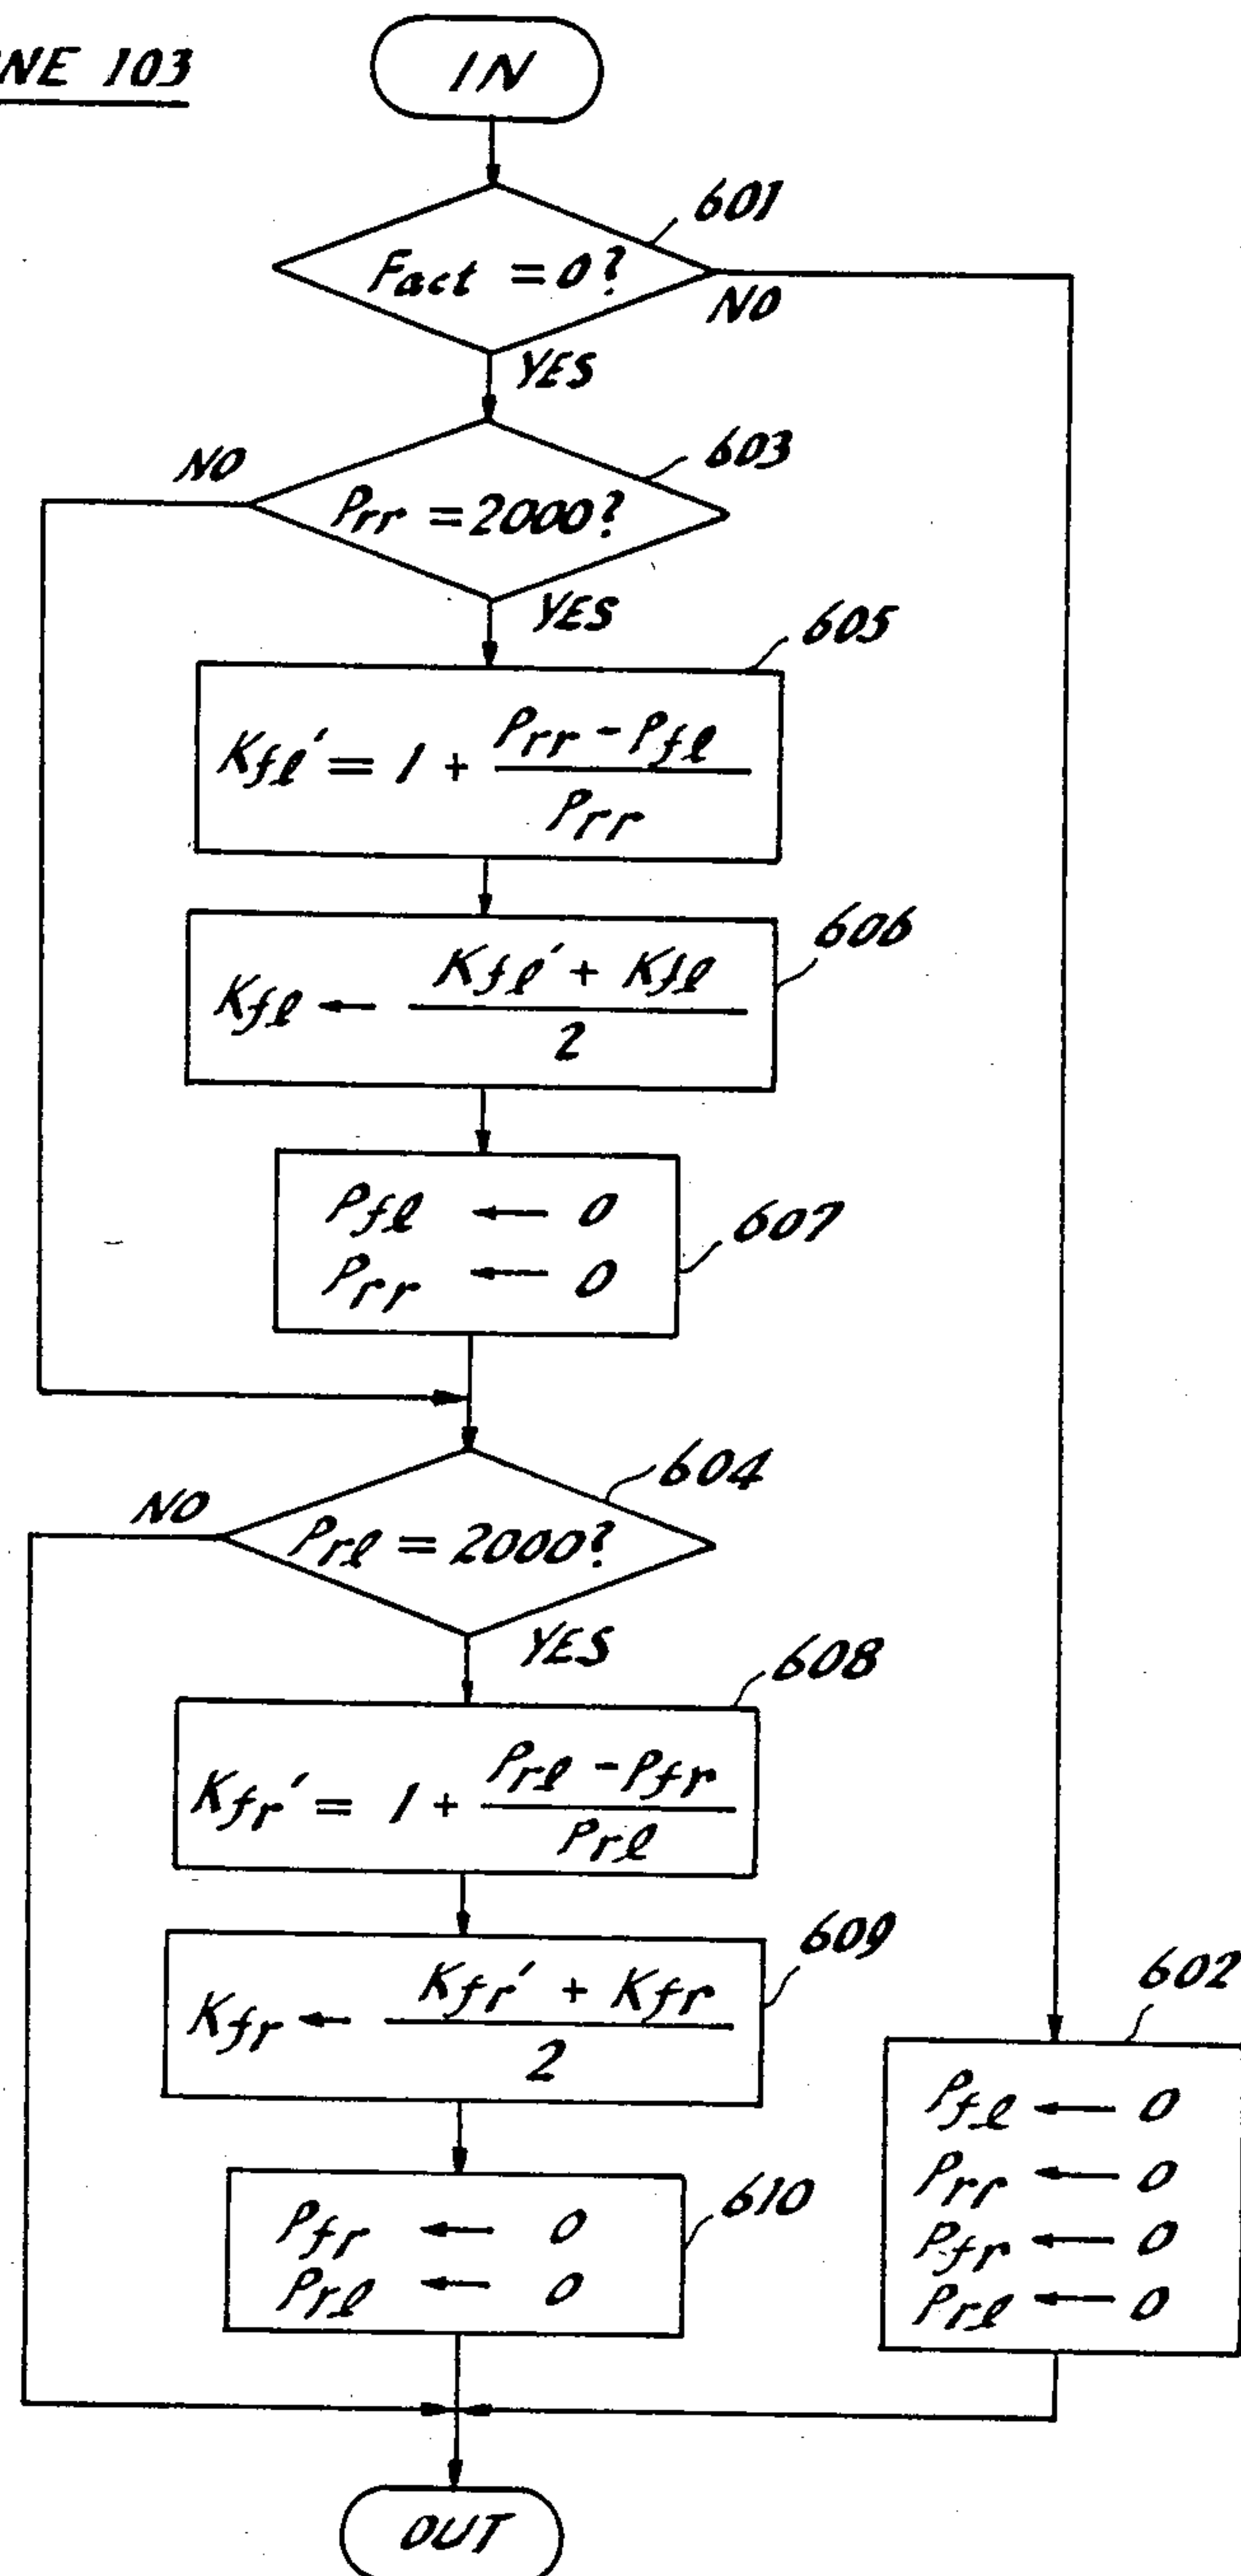 NE 103
IN
601
Fact = 0?
NO
YES
603
NO
Prr = 2000?
YES
605
Kfl' = 1 + (Prr - Pfl) / Prr
606
Kfl ← (Kfl' + Kfl) / 2
607
Pfl ← 0
Prr ← 0
604
NO
Prl = 2000?
YES
608
Kfr' = 1 + (Prl - Pfr) / Prl
609
Kfr ← (Kfr' + Kfr) / 2
602
610
Pfr ← 0
Prl ← 0
Pfl ← 0
Prr ← 0
Pfr ← 0
Prl ← 0
OUT